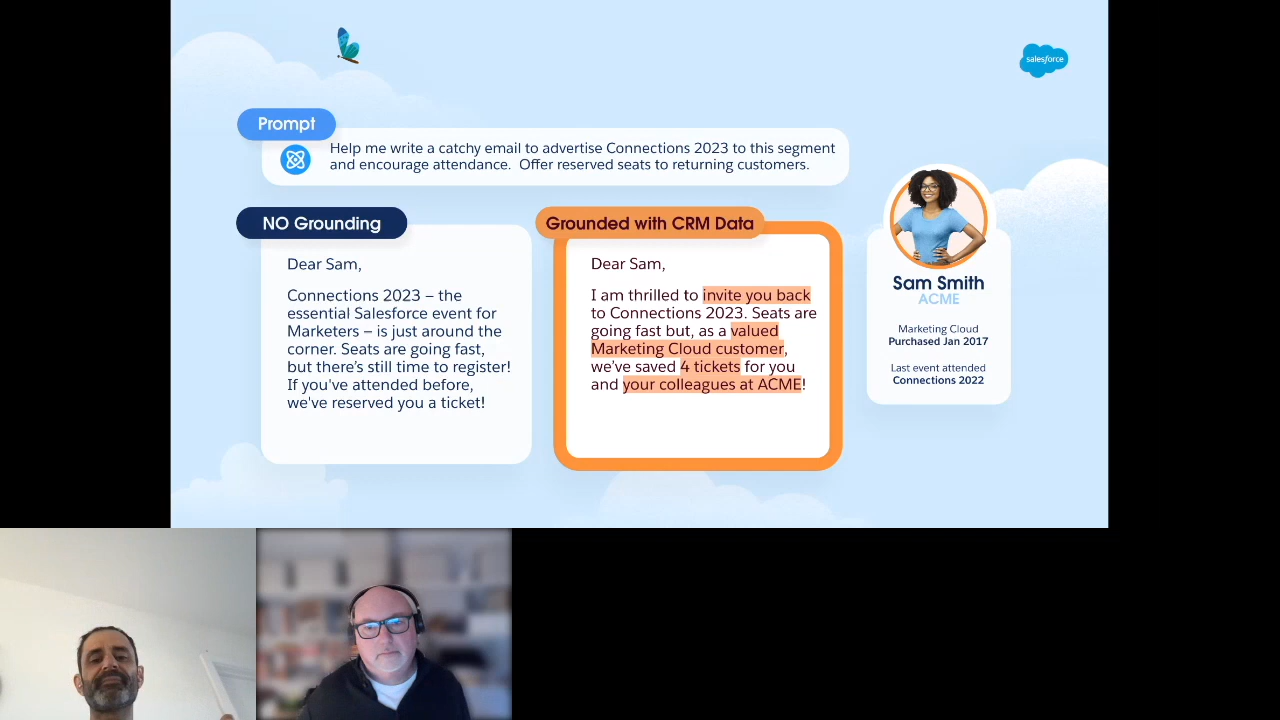 salesforce
Prompt
Help me write a catchy email to advertise Connections 2023 to this segment
and encourage attendance.  Offer reserved seats to returning customers.
NO Grounding
Dear Sam,
Connections 2023 – the
essential Salesforce event for
Marketers – is just around the
corner. Seats are going fast,
but there's still time to register!
If you've attended before,
we've reserved you a ticket!
Grounded with CRM Data
Dear Sam,
I am thrilled to invite you back
to Connections 2023. Seats are
going fast but, as a valued
Marketing Cloud customer,
we've saved 4 tickets for you
and your colleagues at ACME!
Sam Smith
ACME
Marketing Cloud
Purchased Jan 2017
Last event attended
Connections 2022